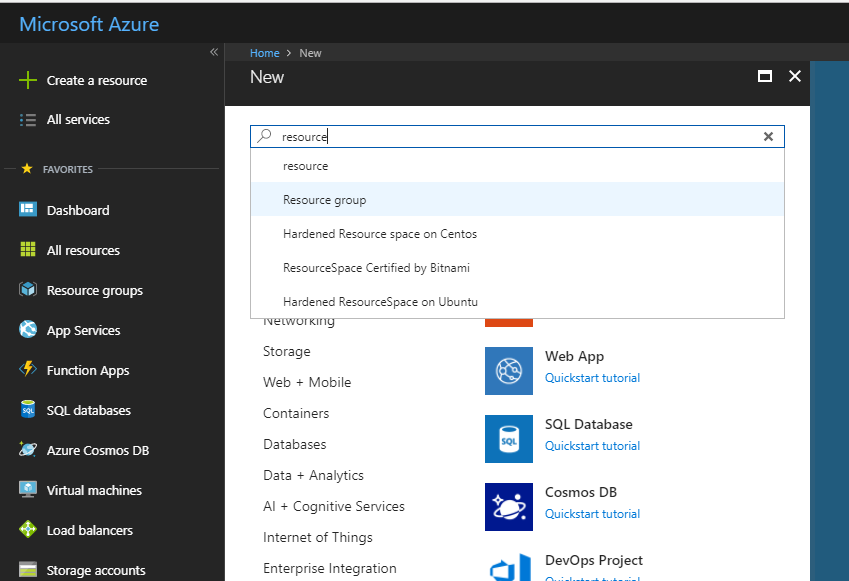 Microsoft Azure
«
Create a resource
All services
FAVORITES
Dashboard
All resources
Resource groups
App Services
Function Apps
SQL databases
Azure Cosmos DB
Virtual machines
Load balancers
Storage accounts
Home > New
New
resource
resource
Resource group
Hardened Resource space on Centos
ResourceSpace Certified by Bitnami
Hardened ResourceSpace on Ubuntu
Networking
Storage
Web + Mobile
Containers
Databases
Data + Analytics
AI + Cognitive Services
Internet of Things
Enterprise Integration
Web App
Quickstart tutorial
SQL
SQL Database
Quickstart tutorial
Cosmos DB
Quickstart tutorial
DevOps Project
Quickstart tutorial